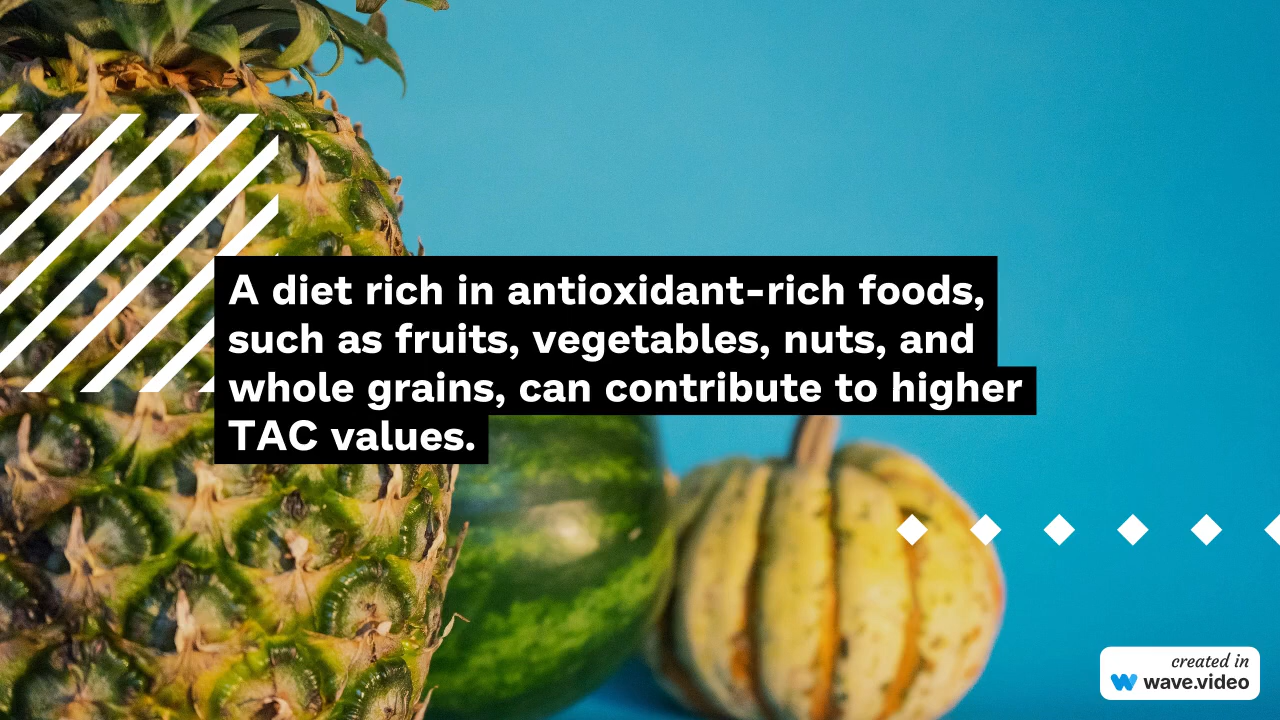 A diet rich in antioxidant-rich foods,
such as fruits, vegetables, nuts, and
whole grains, can contribute to higher
TAC values.
created in
wave.video